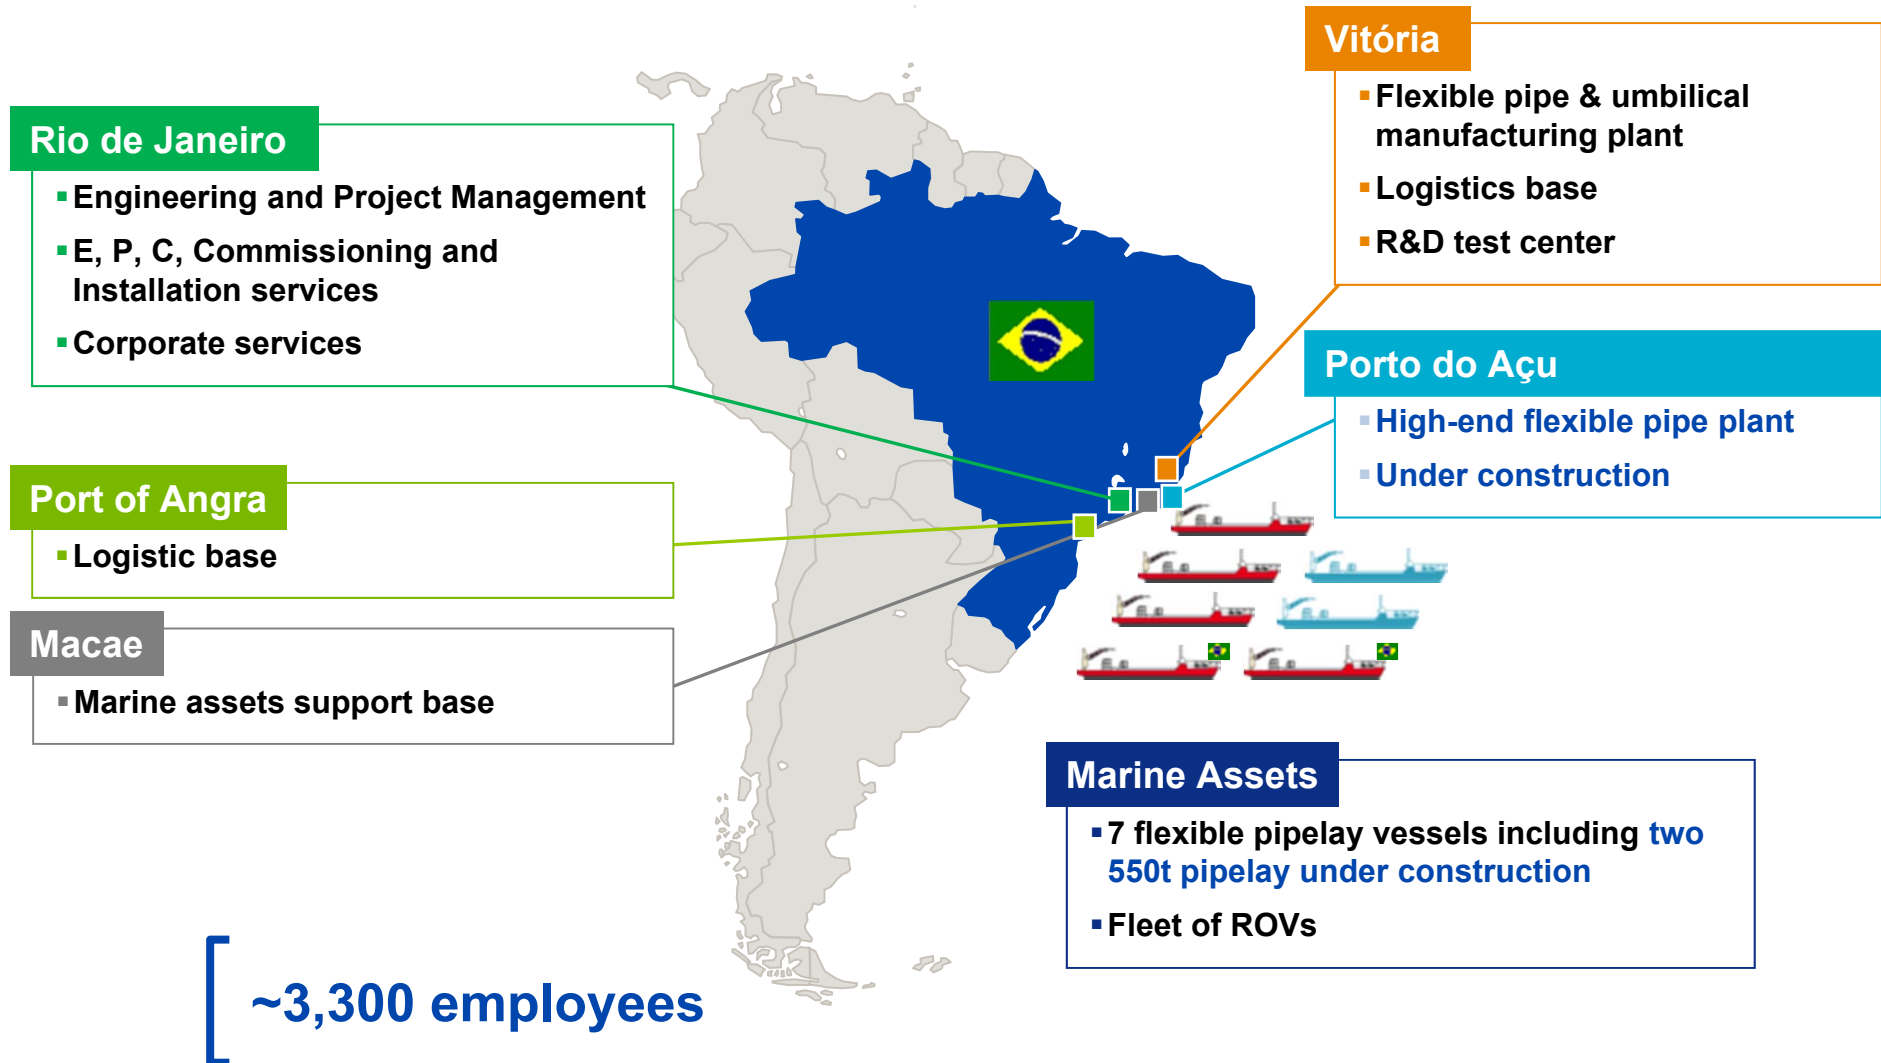 Rio de Janeiro
▪Engineering and Project Management
▪E, P, C, Commissioning and
Installation services
▪Corporate services
Port of Angra
▪Logistic base
Macae
▪Marine assets support base
Vitória
▪Flexible pipe & umbilical
manufacturing plant
▪Logistics base
▪R&D test center
Porto do Açu
▪High-end flexible pipe plant
▪Under construction
Marine Assets
▪7 flexible pipelay vessels including two
550t pipelay under construction
▪Fleet of ROVs
~3,300 employees